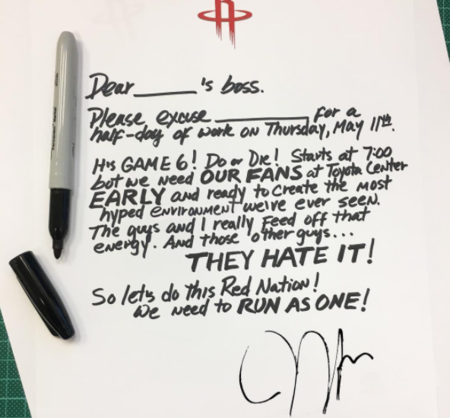 Dear ______'s boss.
Please excuse ____________ for a
half-day of work on Thursday, May 11th.
It's GAME 6! Do or Die! Starts at 7:00
but we need OUR FANS at Toyota Center
EARLY and ready to create the most
hyped environment we've ever seen.
The guys and I really feed off that
energy. And those other guys...
THEY HATE IT!
So let's do this Red Nation!
We need to RUN AS ONE!